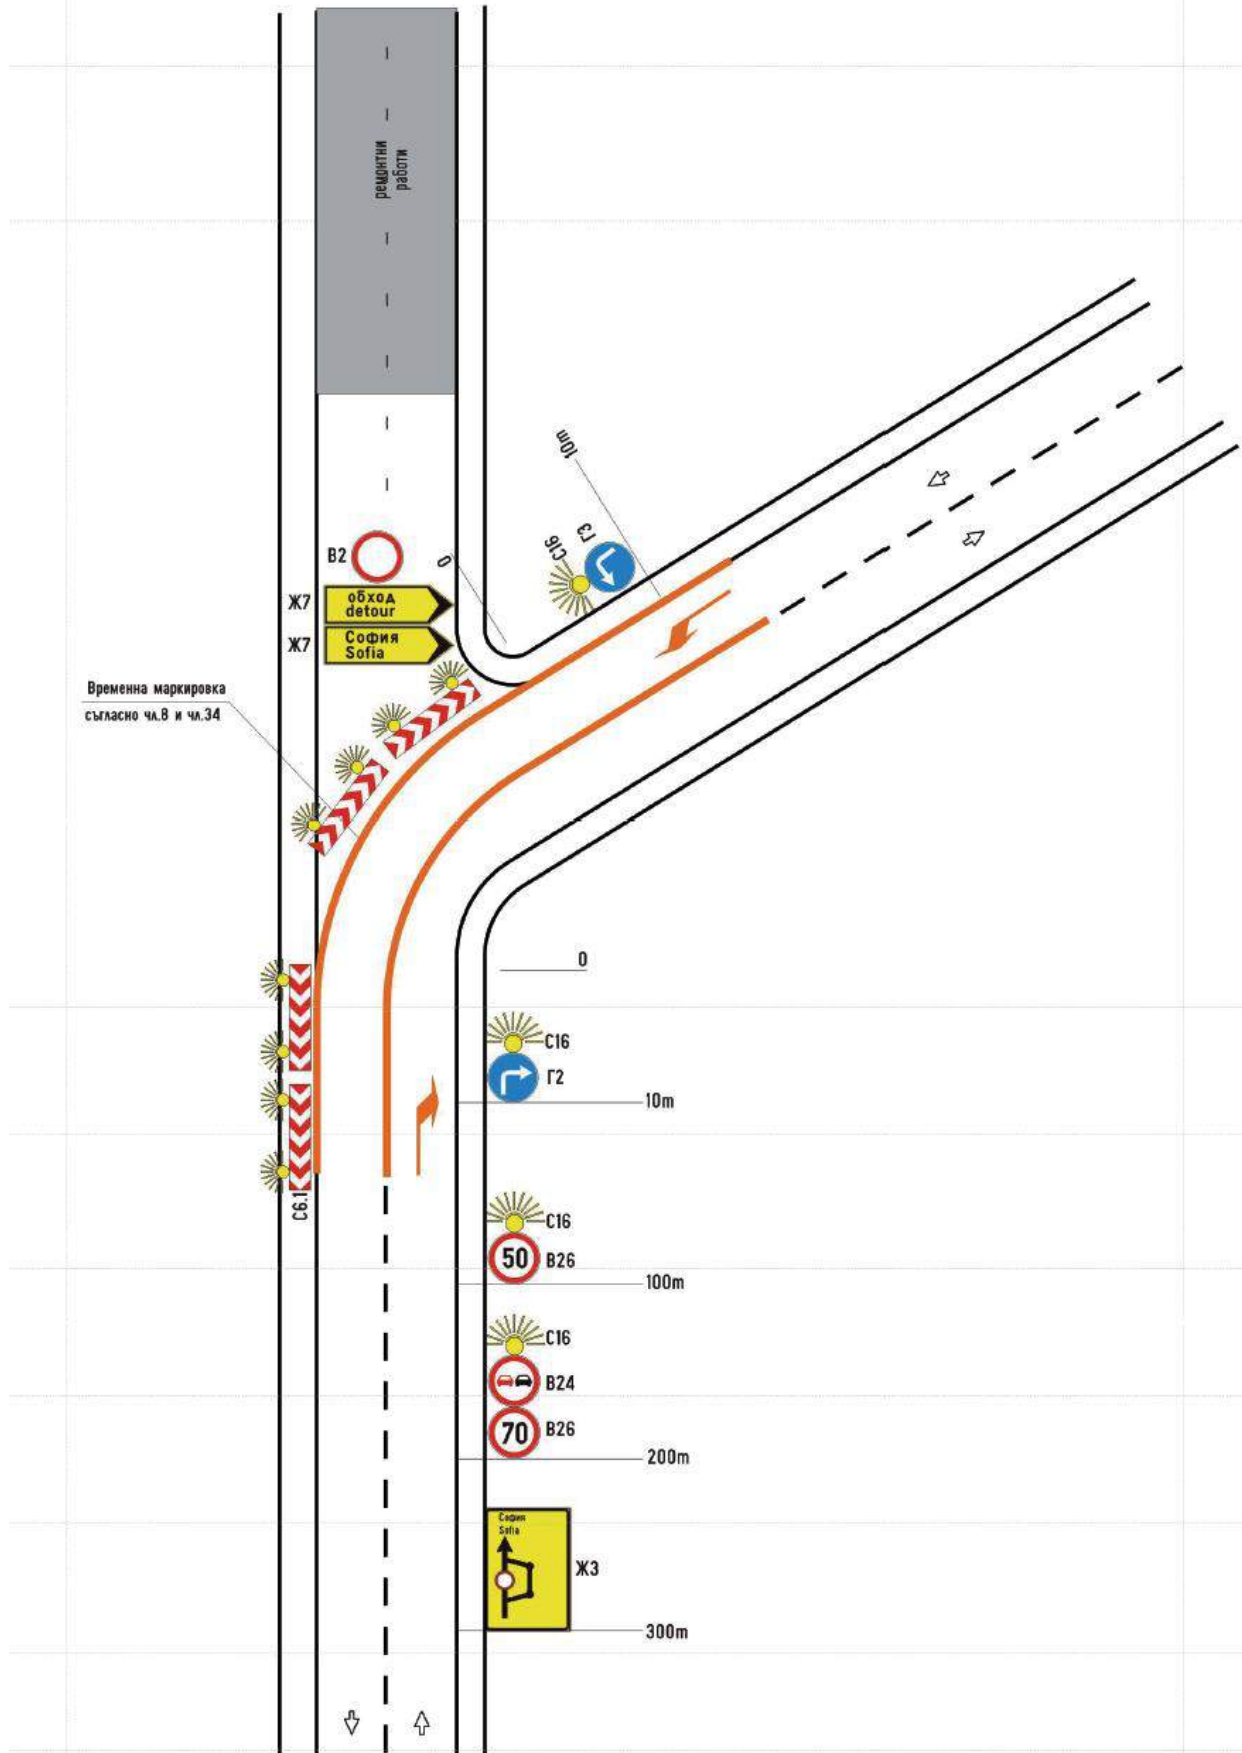 ремонтни
работи
10m
0
Г3
С16
В2
Ж7
обход
detour
Ж7
София
Sofia
Временна маркировка
съгласно чл.8 и чл.34
0
С16
Г2
10m
С6.1
С16
50
В26
100m
С16
В24
70
В26
200m
София
Sofia
Ж3
300m